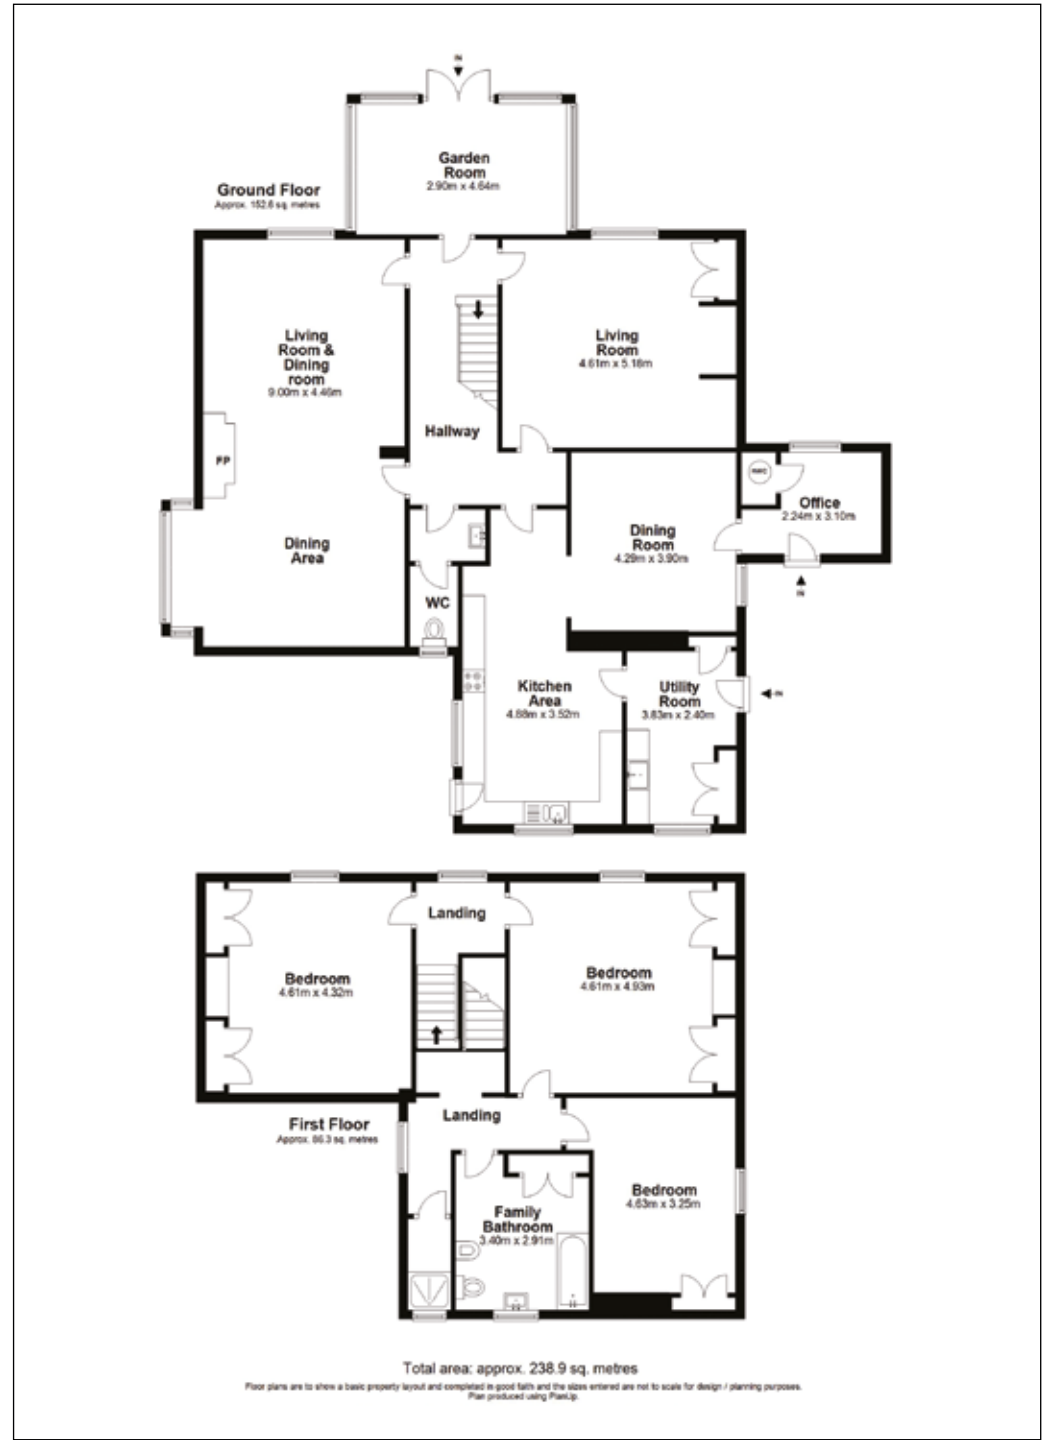 IN
Garden
Room
2.90m x 4.64m
Ground Floor
Approx. 152.6 sq. metres
Living
Room &
Dining
room
9.00m x 4.46m
Living
Room
4.61m x 5.18m
Hallway
FP
HWC
Office
2.24m x 3.10m
Dining
Room
4.29m x 3.90m
Dining
Area
IN
WC
Kitchen
Area
4.88m x 3.52m
Utility
Room
3.83m x 2.40m
IN
Landing
Bedroom
4.61m x 4.32m
Bedroom
4.61m x 4.93m
First Floor
Approx. 86.3 sq. metres
Landing
Bedroom
4.63m x 3.25m
Family
Bathroom
3.40m x 2.91m
Total area: approx. 238.9 sq. metres
Floor plans are to show a basic property layout and completed in good faith and the sizes entered are not to scale for design / planning purposes.
Plan produced using PlanUp.